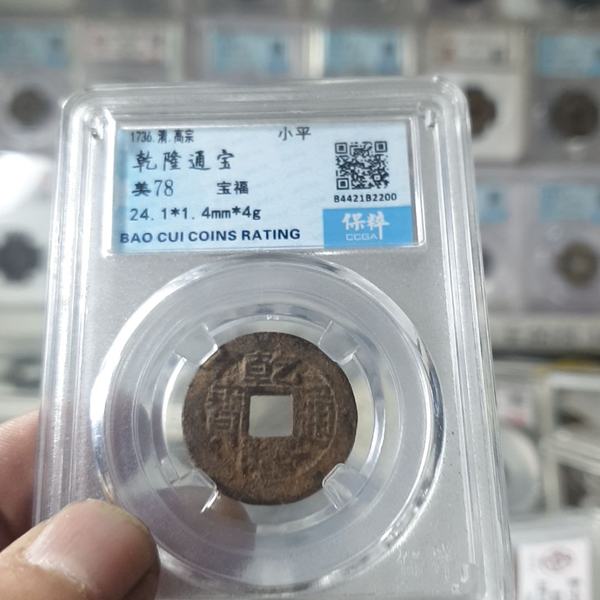 1736.清.高宗 小平
乾隆通宝
美78 宝福
B4421B2200
24.1*1.4mm*4g
保粹
CCGA
BAO CUI COINS RATING
乾
寶 通